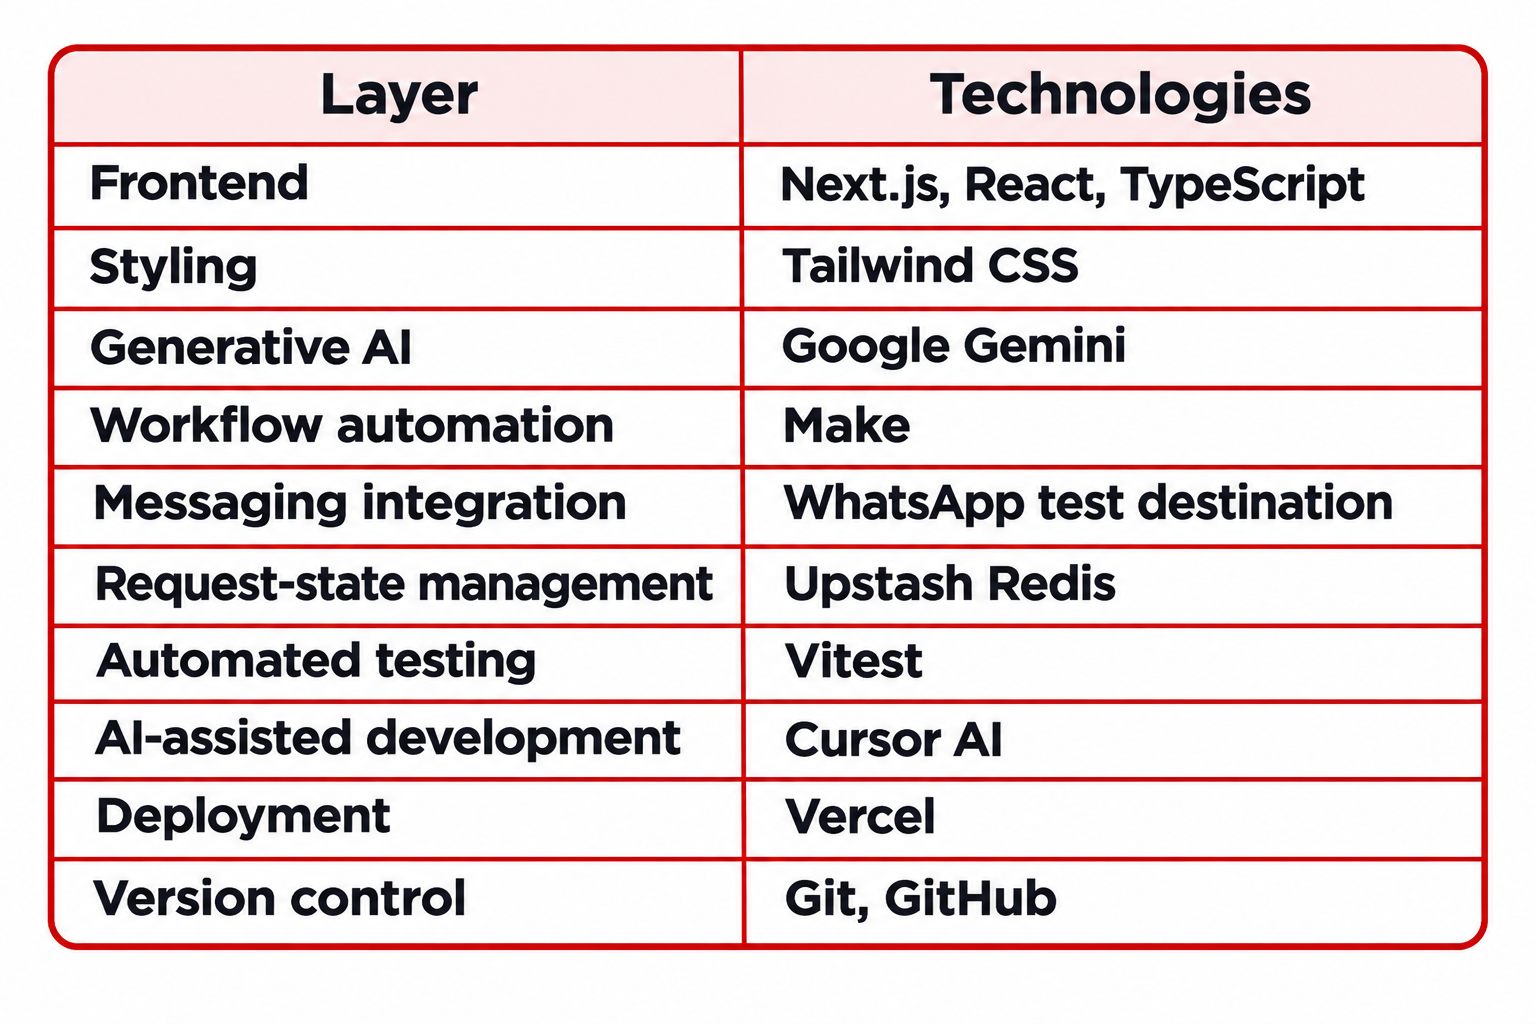 Layer Technologies
Frontend Next.js, React, TypeScript
Styling Tailwind CSS
Generative AI Google Gemini
Workflow automation Make
Messaging integration WhatsApp test destination
Request-state management Upstash Redis
Automated testing Vitest
AI-assisted development Cursor AI
Deployment Vercel
Version control Git, GitHub